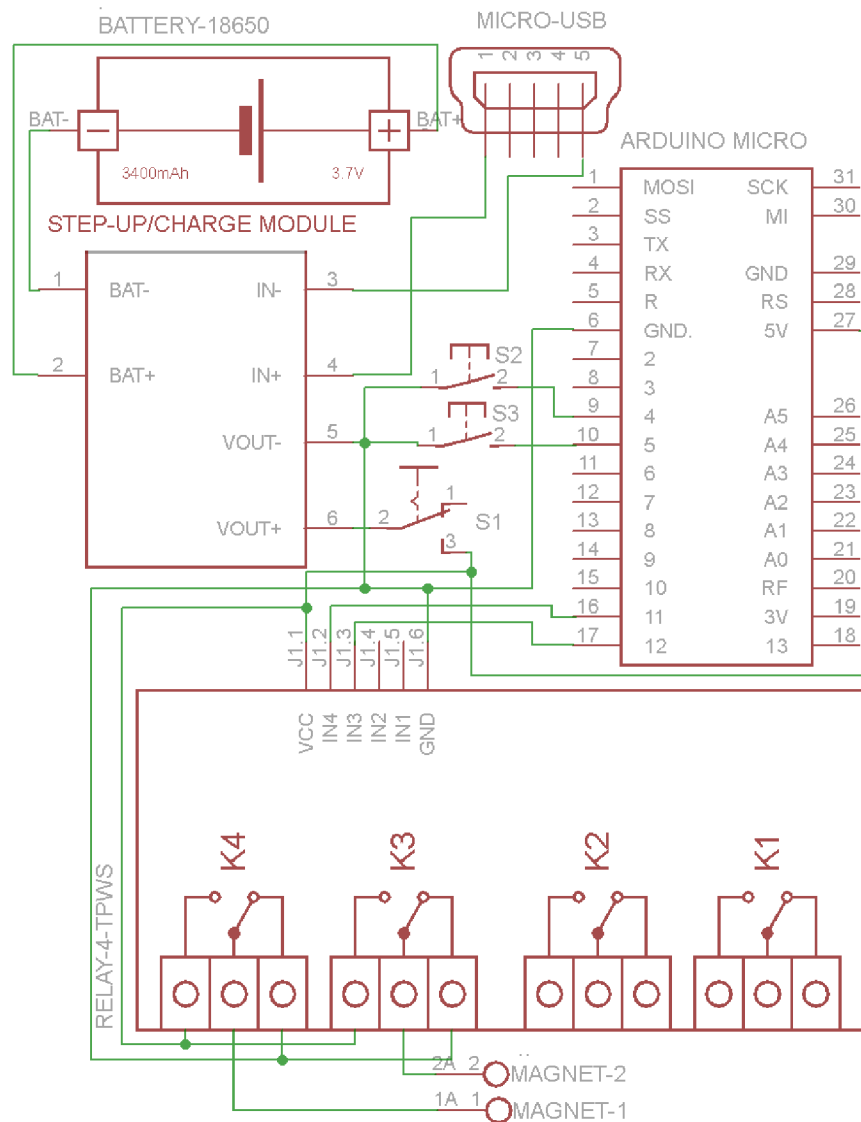 BATTERY-18650
MICRO-USB
1 2 3 4 5
BAT-
BAT+
3400mAh
3.7V
STEP-UP/CHARGE MODULE
1 BAT-
2 BAT+
IN- 3
IN+ 4
VOUT- 5
VOUT+ 6
1 2 S2
1 2 S3
2 1 3 S1
ARDUINO MICRO
1 MOSI SCK 31
2 SS MI 30
3 TX
4 RX GND 29
5 R RS 28
6 GND. 5V 27
7 2
8 3
9 4 A5 26
10 5 A4 25
11 6 A3 24
12 7 A2 23
13 8 A1 22
14 9 A0 21
15 10 RF 20
16 11 3V 19
17 12 13 18
J1.1
J1.2
J1.3
J1.4
J1.5
J1.6
VCC
IN4
IN3
IN2
IN1
GND
RELAY-4-TPWS
K4
K3
K2
K1
2A 2 MAGNET-2
1A 1 MAGNET-1